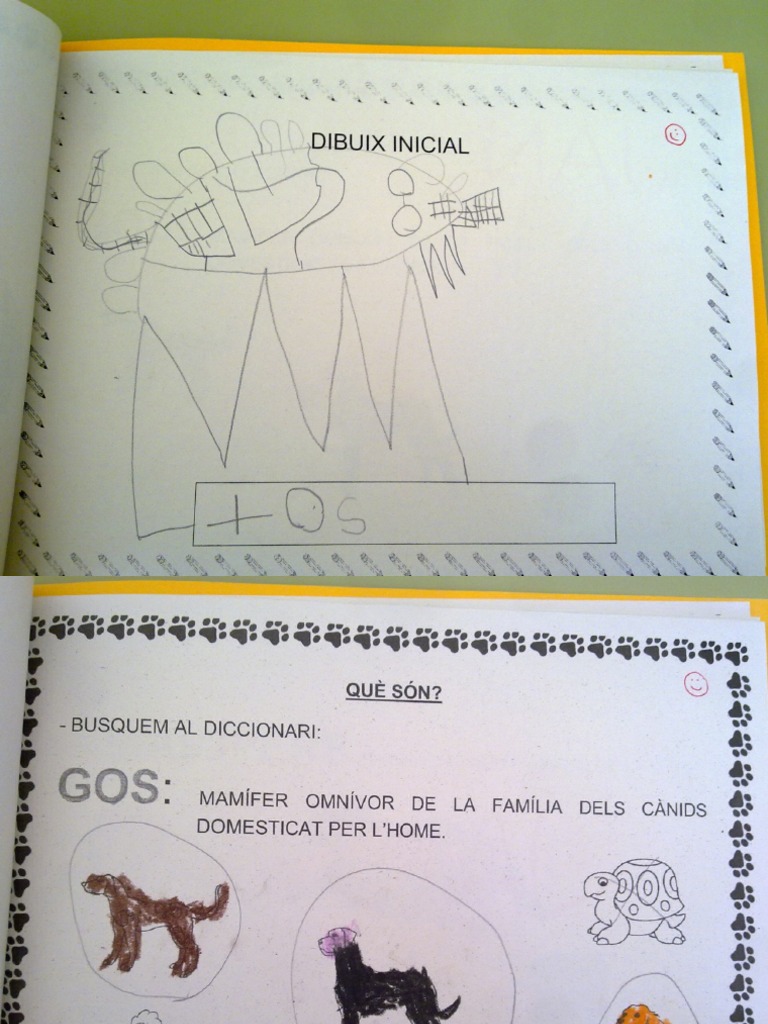 DIBUIX INICIAL
+Os
QUÈ SÓN?
- BUSQUEM AL DICCIONARI:
GOS: MAMÍFER OMNÍVOR DE LA FAMÍLIA DELS CÀNIDS
DOMESTICAT PER L'HOME.